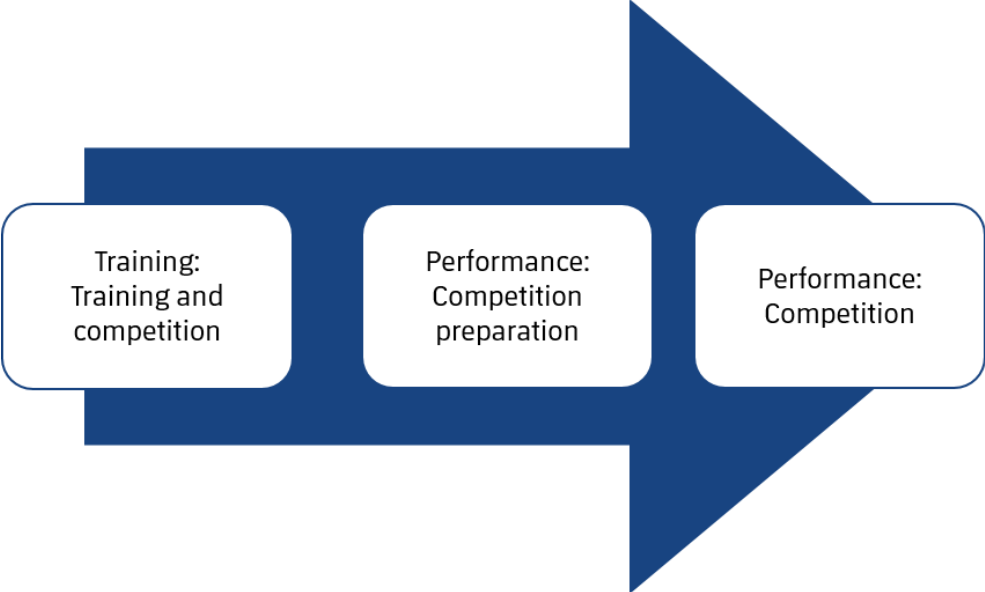 Training:
Training and
competition
Performance:
Competition
preparation
Performance:
Competition